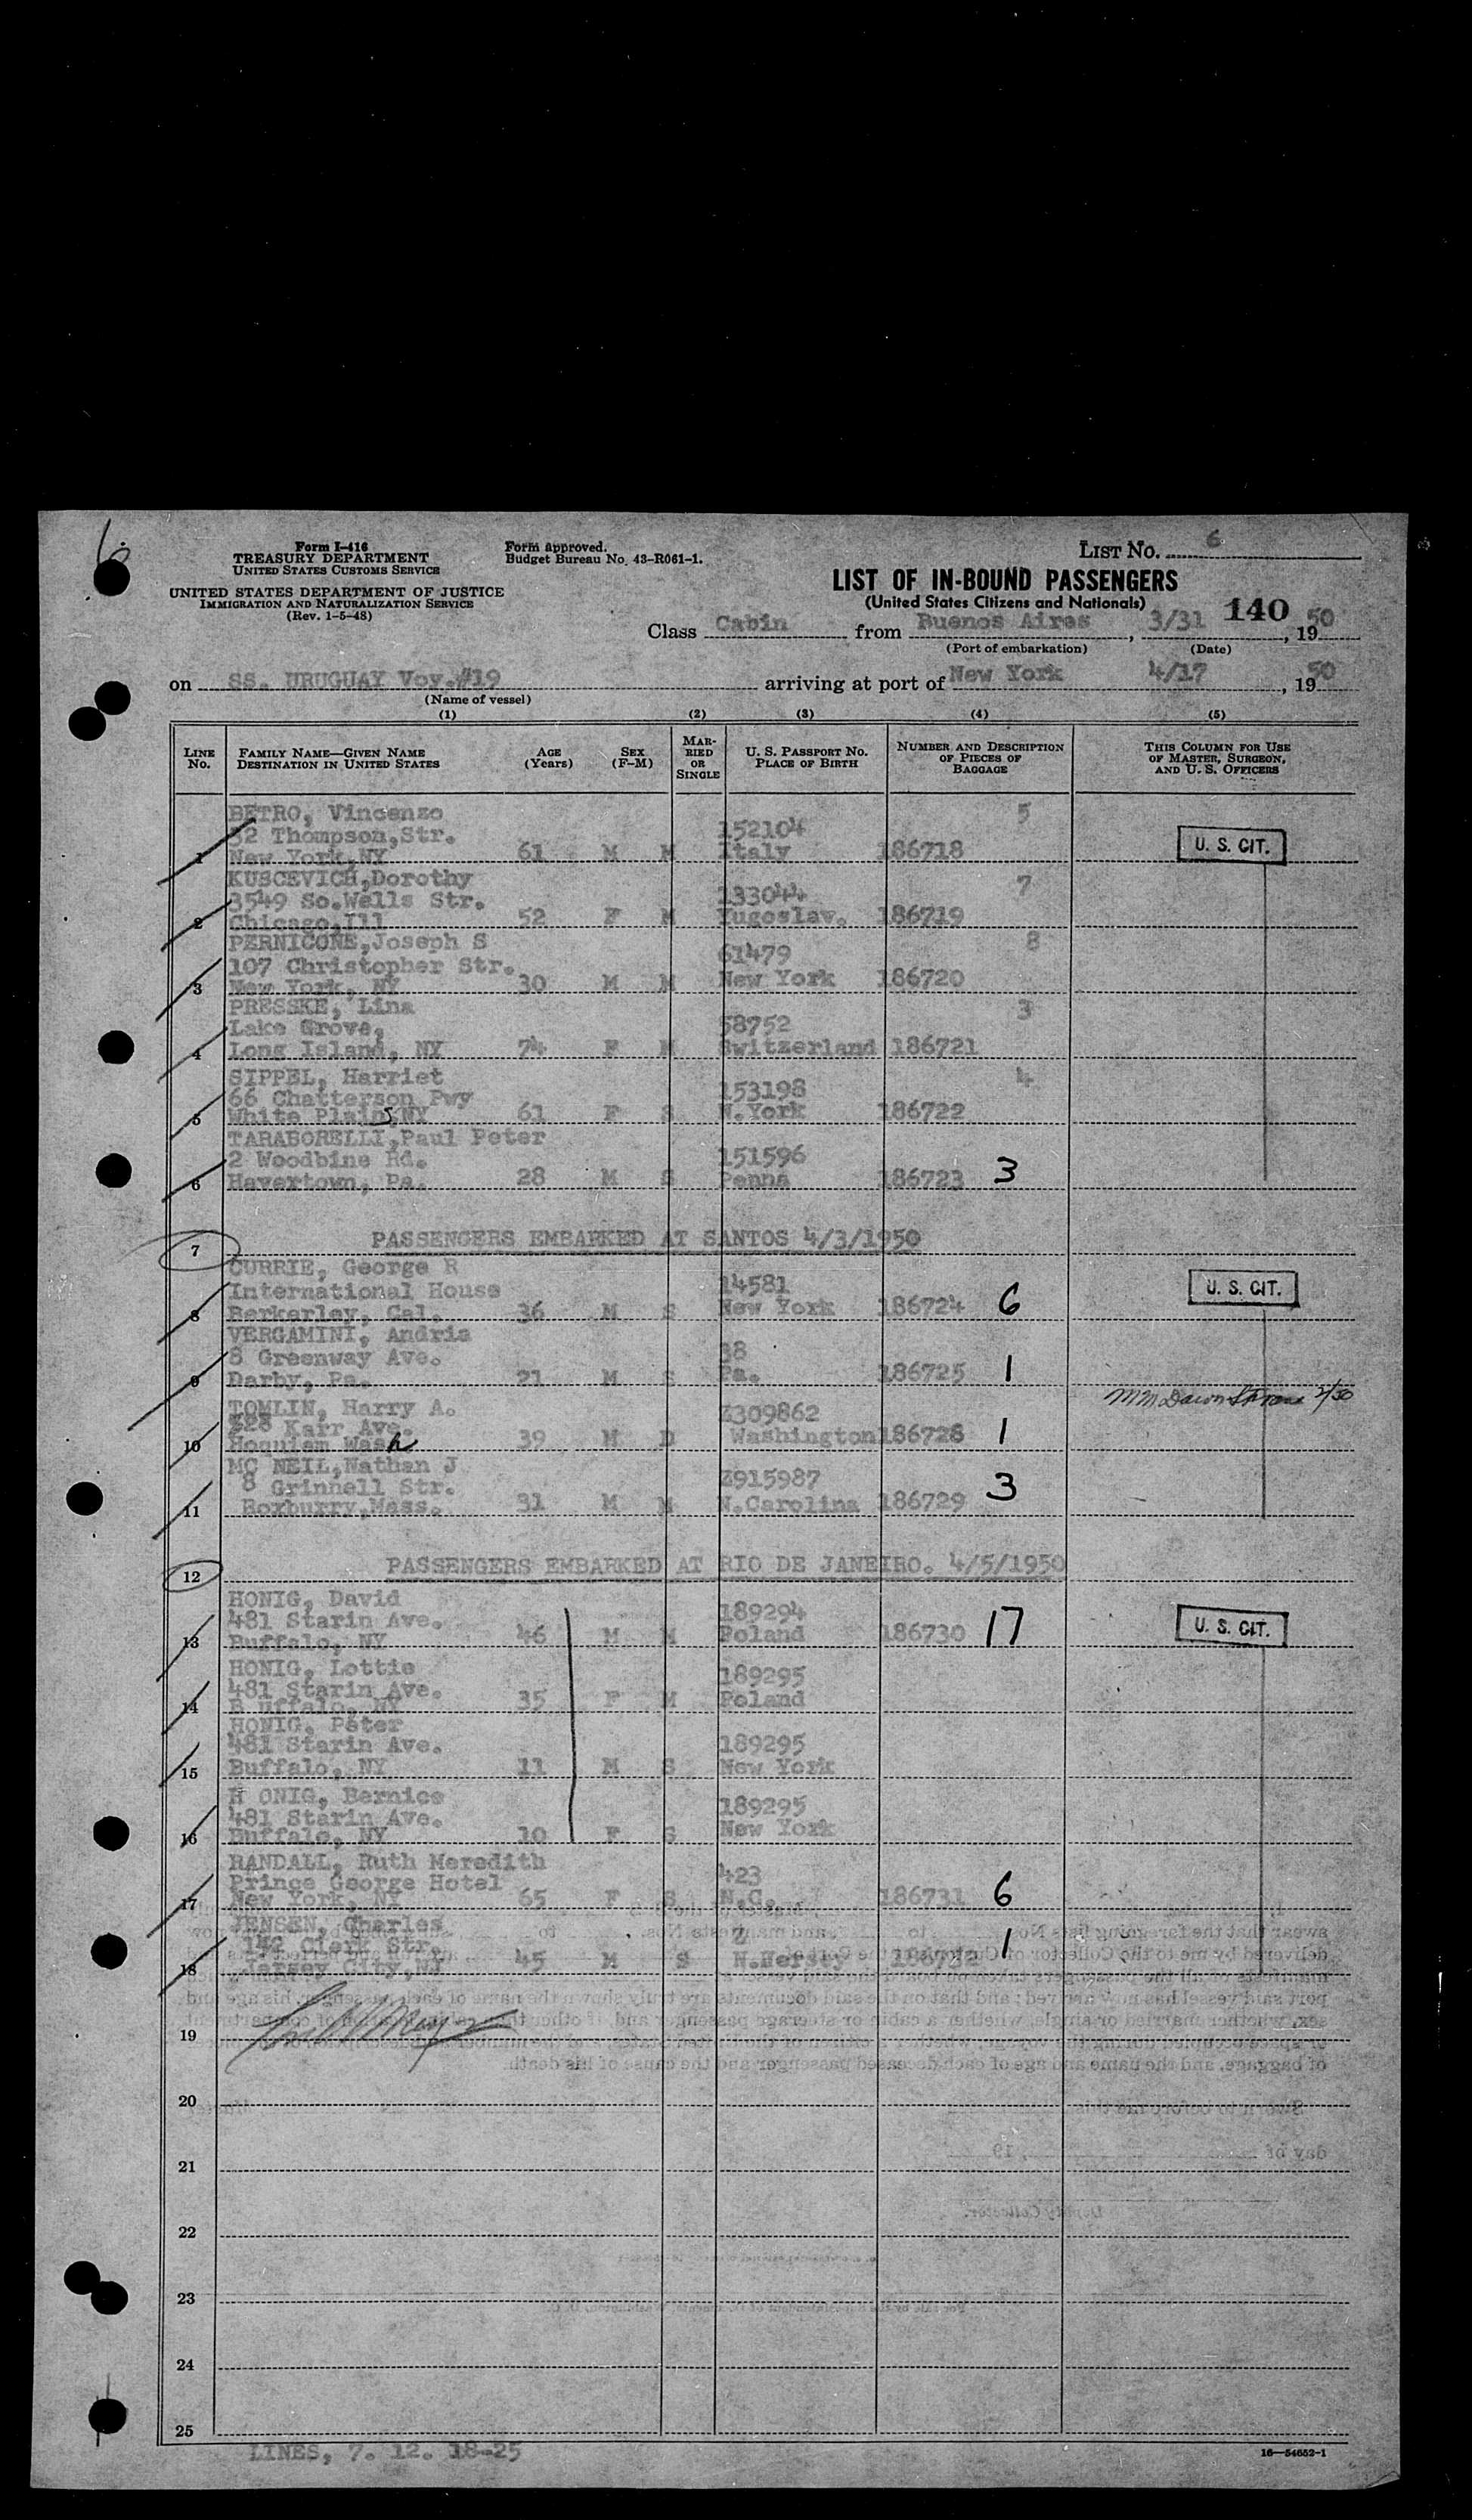 6
Form I-416
TREASURY DEPARTMENT
UNITED STATES CUSTOMS SERVICE
UNITED STATES DEPARTMENT OF JUSTICE
IMMIGRATION AND NATURALIZATION SERVICE
(Rev. 1-5-48)
Form approved.
Budget Bureau No. 43-R061-1.
LIST NO. 6
LIST OF IN-BOUND PASSENGERS
(United States Citizens and Nationals)
140
Class Cabin from Buenos Aires, 3/31, 1950
(Port of embarkation) (Date)
on SS. URUGUAY Voy.#19 arriving at port of New York 4/17, 1950
(Name of vessel)
(1) (2) (3) (4) (5)
LINE NO.
FAMILY NAME—GIVEN NAME
DESTINATION IN UNITED STATES
AGE (Years)
SEX (F-M)
MARRIED OR SINGLE
U. S. PASSPORT NO.
PLACE OF BIRTH
NUMBER AND DESCRIPTION OF PIECES OF BAGGAGE
THIS COLUMN FOR USE OF MASTER, SURGEON, AND U. S. OFFICERS
BETRO, Vincenzo 5
32 Thompson,Str. 152104 U. S. CIT.
1 New York,NY 61 M M Italy 186718
KUSCEVICH,Dorothy 7
3549 So.Wells Str. 133044
2 Chicago,Ill 52 F M Yugoslav. 186719
PERNICONE,Joseph S 8
107 Christopher Str. 61479
3 New York, NY 30 M M New York 186720
PRESSKE, Lina 3
Lake Grove, 58752
4 Long Island, NY 74 F M Switzerland 186721
SIPPEL, Harriet 4
66 Chatterson Pwy 153198
5 White Plains NY 61 F S N.York 186722
TARABORELLI,Paul Peter
2 Woodbine Rd. 151596
6 Havertown, Pa. 28 M S Penna 186723 3
7 PASSENGERS EMBARKED AT SANTOS 4/3/1950
CURRIE, George R
International House 14581 U. S. CIT.
8 Berkerley, Cal. 36 M S New York 186724 6
VERGAMINI, Andria
8 Greenway Ave. 38
9 Darby, Pa. 21 M S Pa. 186725 1
TOMLIN, Harry A. Z309862
Karr Ave.
10 Hoquiam Wash 39 M D Washington 186728 1
MC NEIL,Nathan J
8 Grinnell Str. Z915987
11 Roxburry,Mass. 31 M M N.Carolina 186729 3
12 PASSENGERS EMBARKED AT RIO DE JANEIRO. 4/5/1950
HONIG, David
481 Starin Ave. 189294 U. S. CIT.
13 Buffalo, NY 46 M M Poland 186730 17
HONIG, Lottie
481 Starin Ave. 189295
14 B uffalo, NY 35 F M Poland
HONIG, Peter
481 Starin Ave. 189295
15 Buffalo, NY 11 M S New York
H ONIG, Bernice
481 Starin Ave. 189295
16 Buffalo, NY 10 F S New York
RANDALL, Ruth Meredith
Prince George Hotel 423
17 New York, NY 65 F S N.C. 186731 6
JENSEN, Charles
142 Clerk Str. 2
18 Jersey City,NJ 45 M S N.Jersey 186732 1
19
20
21
22
23
24
25
LINES, 7. 12. 18-25
16—54652-1